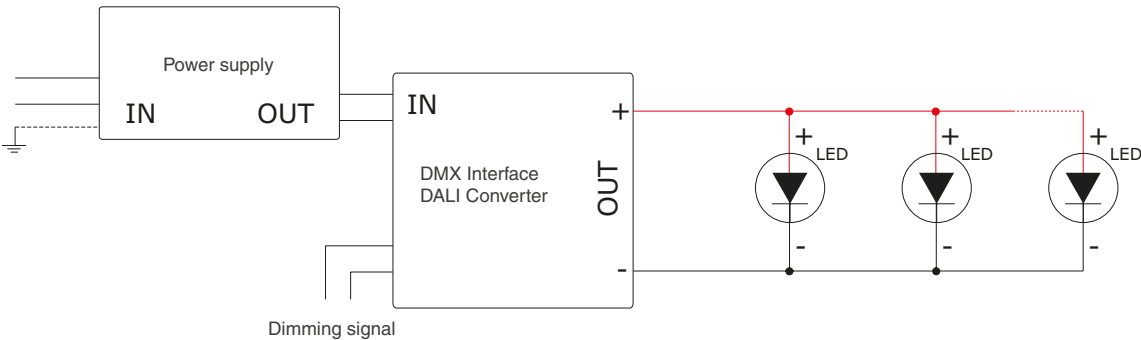 Power supply
IN OUT
IN
+
DMX Interface
DALI Converter
OUT
-
+
LED
-
+
LED
-
+
LED
-
Dimming signal